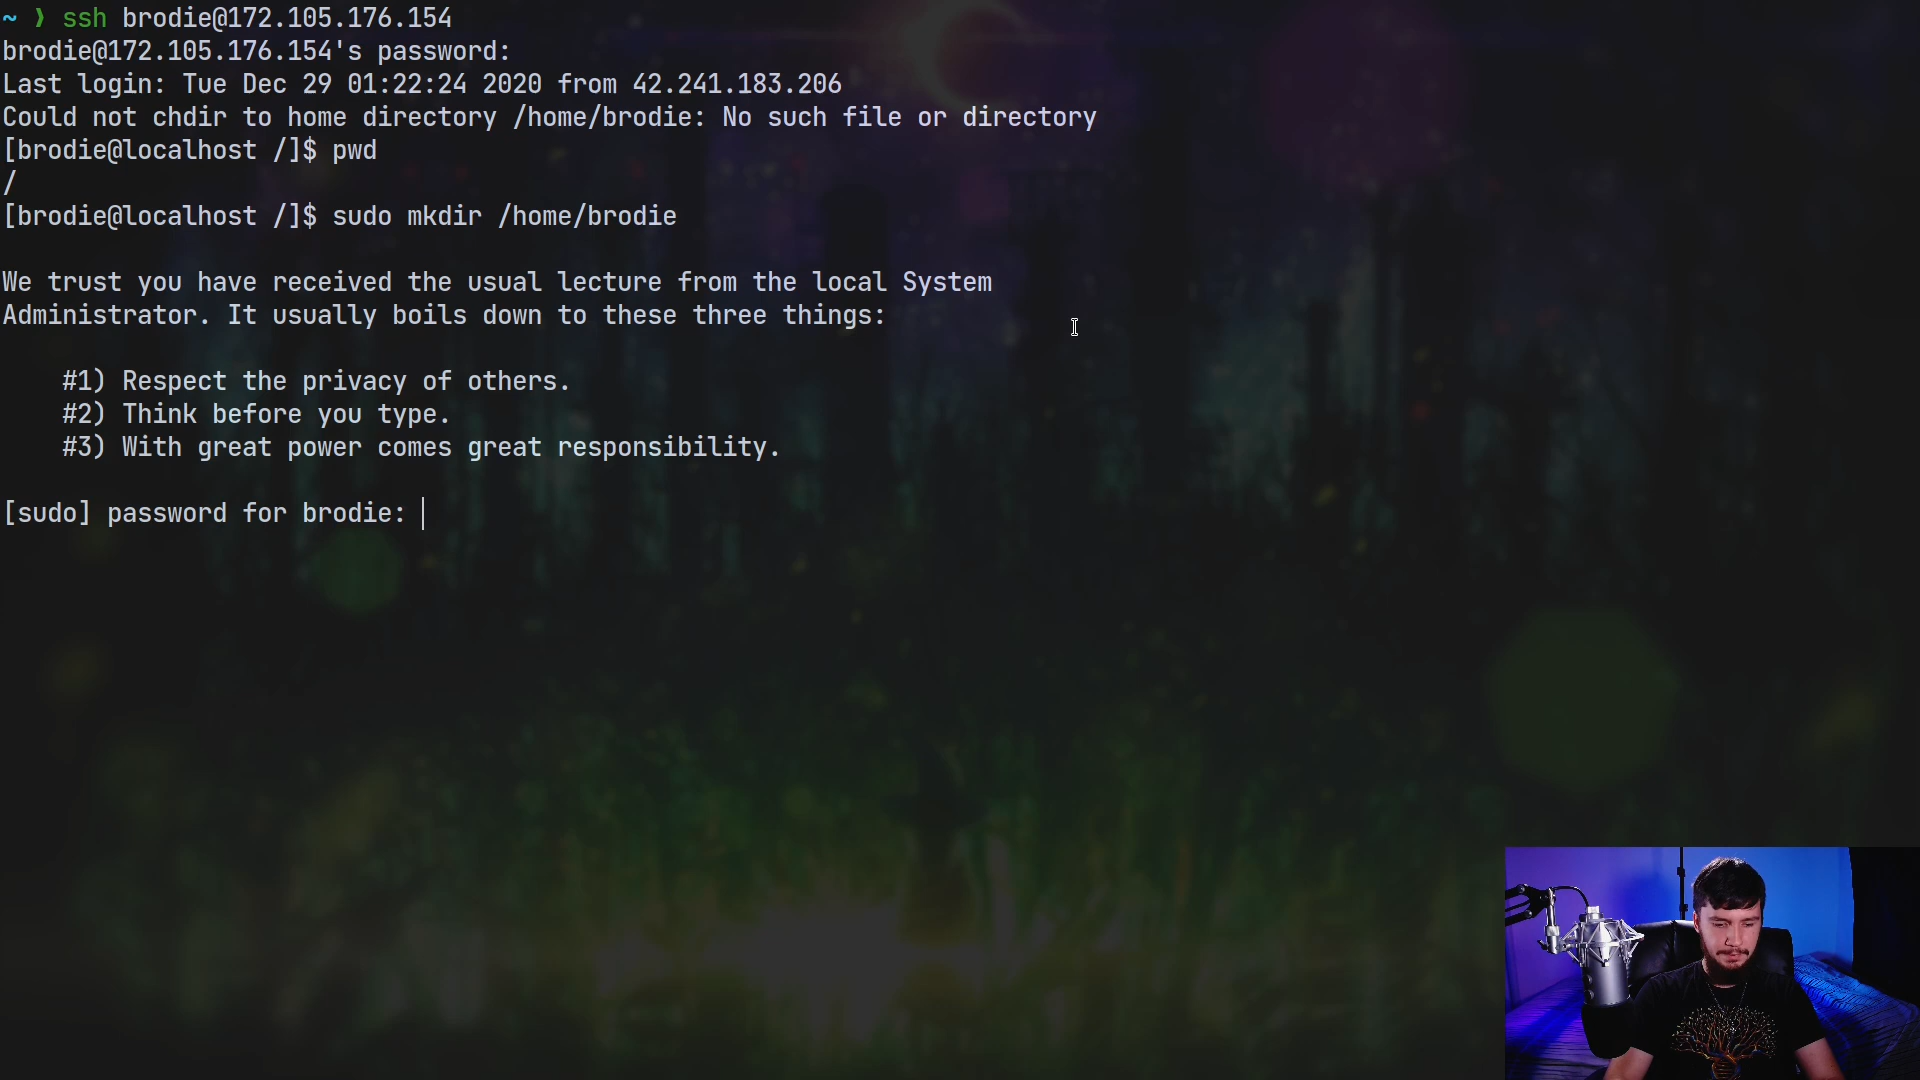 ~ ❯ ssh brodie@172.105.176.154
brodie@172.105.176.154's password:
Last login: Tue Dec 29 01:22:24 2020 from 42.241.183.206
Could not chdir to home directory /home/brodie: No such file or directory
[brodie@localhost /]$ pwd
/
[brodie@localhost /]$ sudo mkdir /home/brodie
We trust you have received the usual lecture from the local System
Administrator. It usually boils down to these three things:
#1) Respect the privacy of others.
#2) Think before you type.
#3) With great power comes great responsibility.
[sudo] password for brodie: